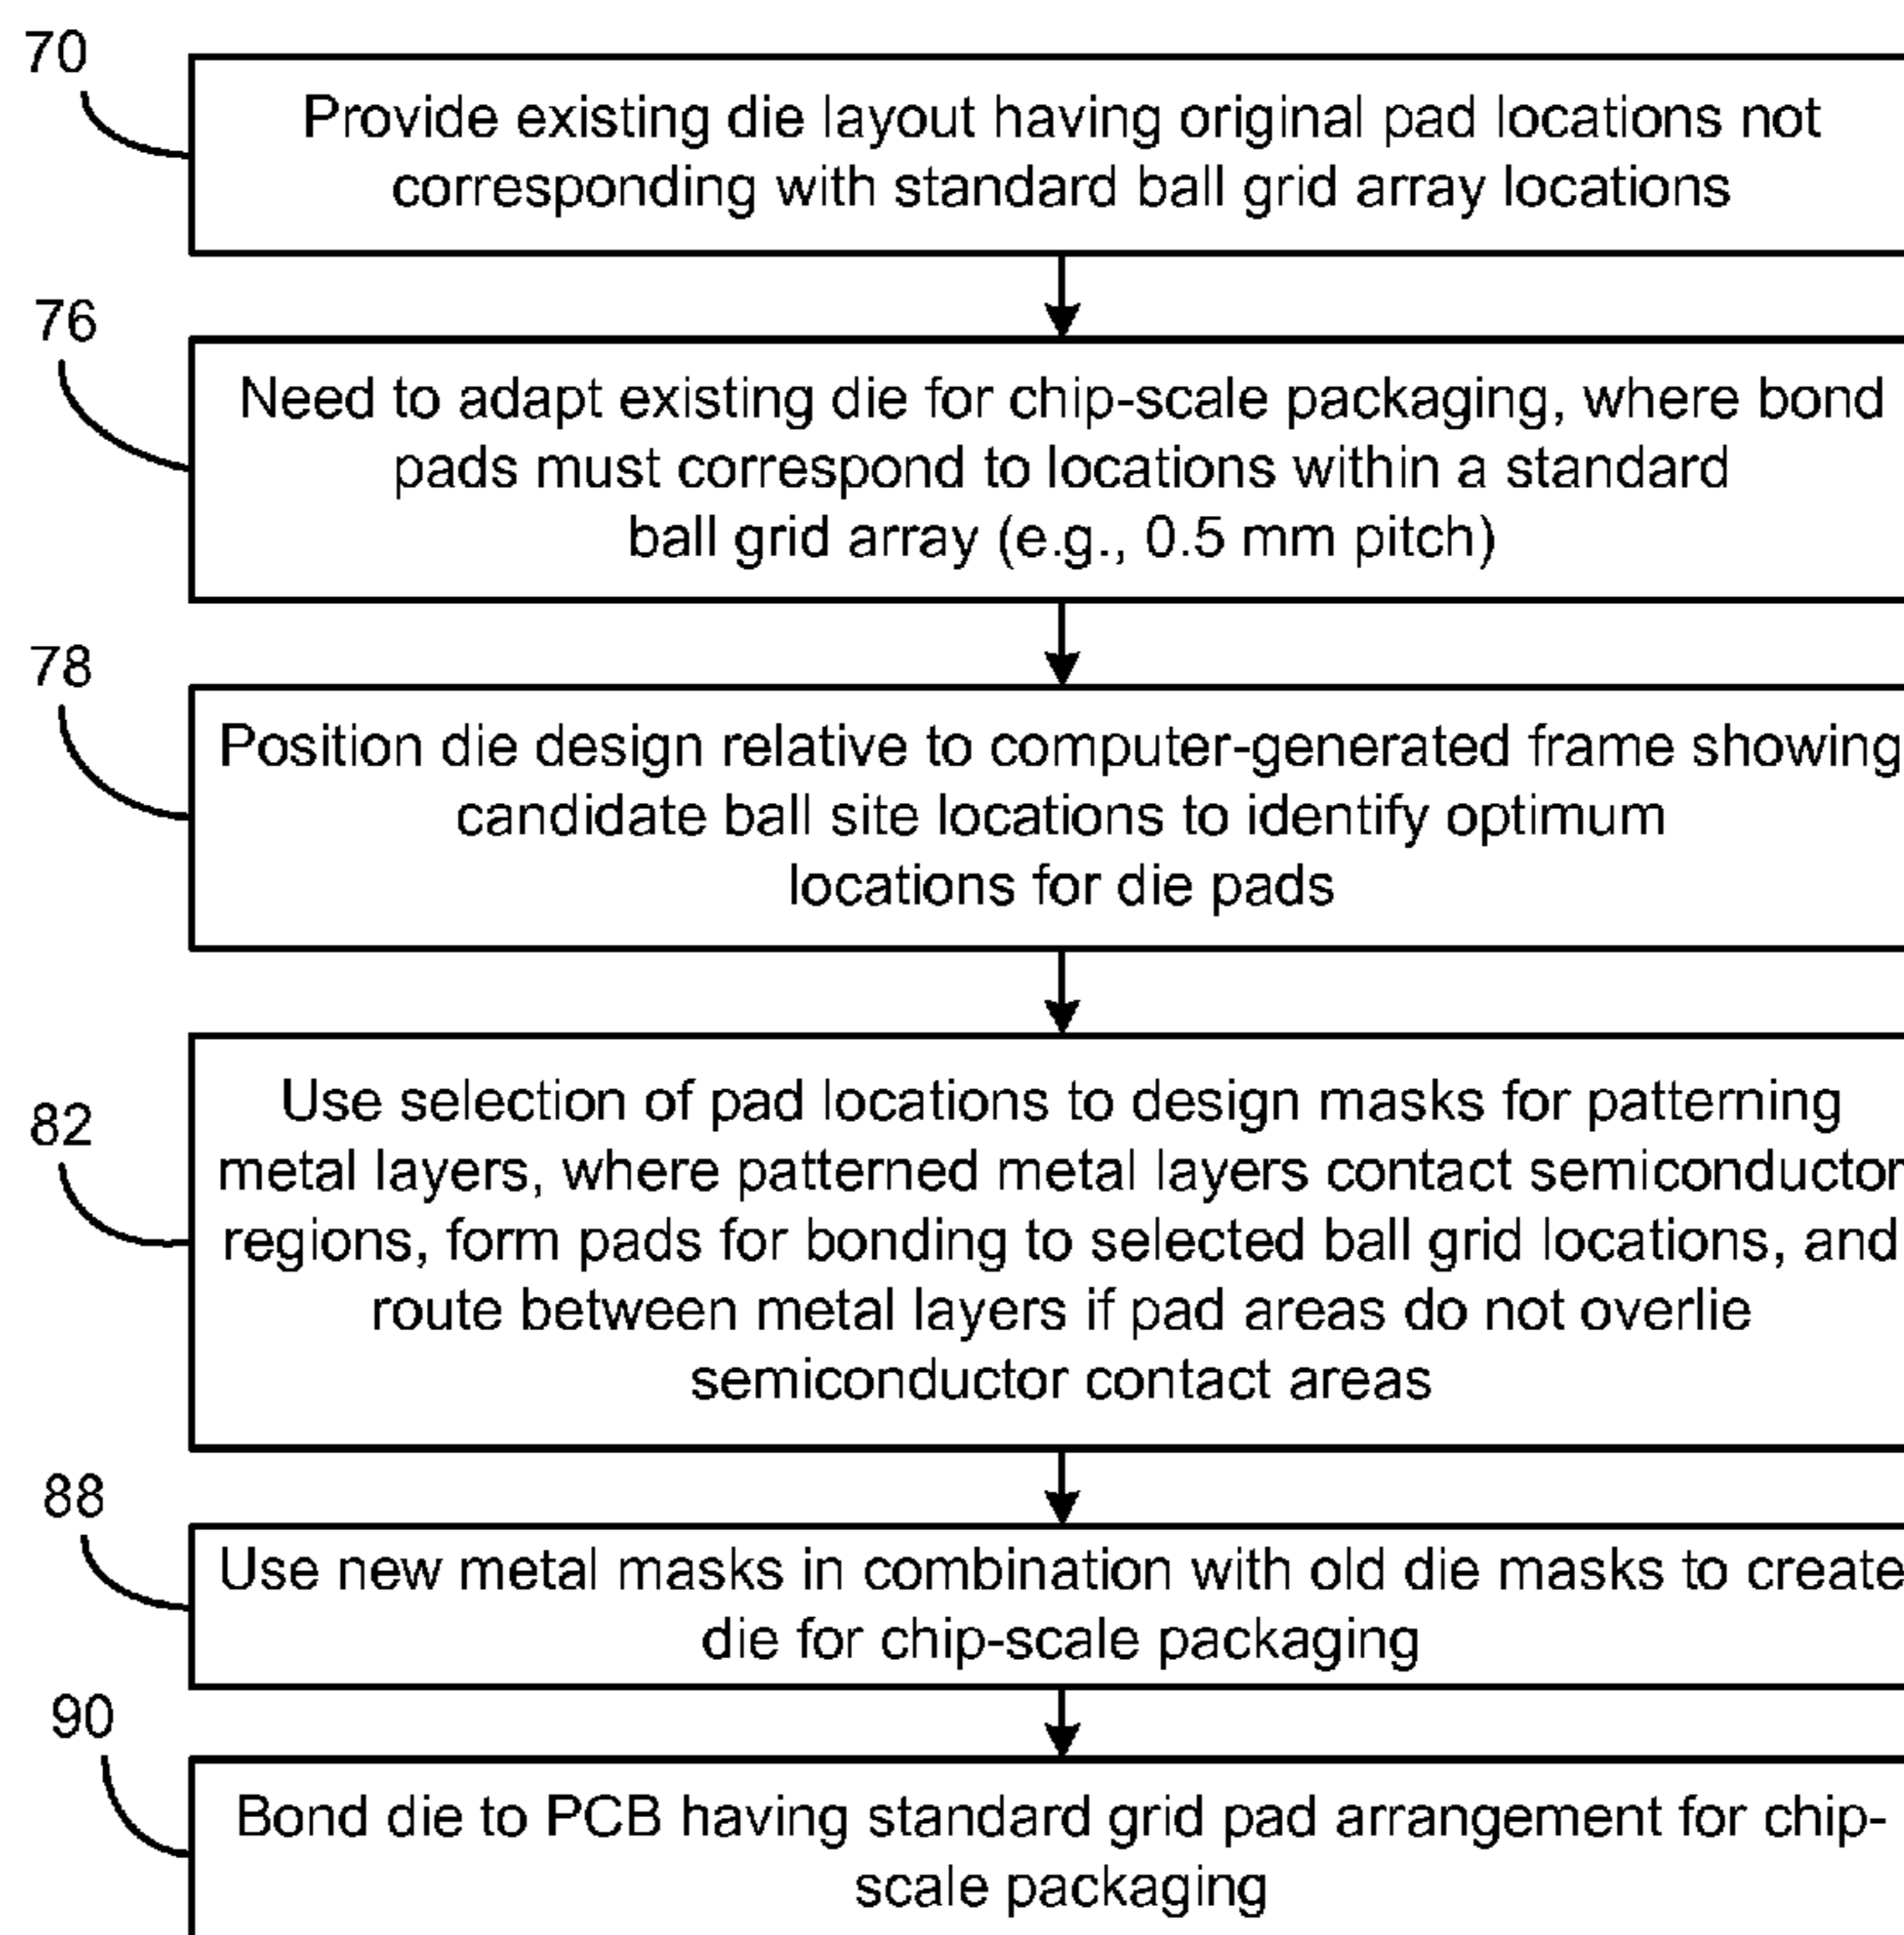 70
Provide existing die layout having original pad locations not
corresponding with standard ball grid array locations
76
Need to adapt existing die for chip-scale packaging, where bond
pads must correspond to locations within a standard
ball grid array (e.g., 0.5 mm pitch)
78
Position die design relative to computer-generated frame showing
candidate ball site locations to identify optimum
locations for die pads
82
Use selection of pad locations to design masks for patterning
metal layers, where patterned metal layers contact semiconductor
regions, form pads for bonding to selected ball grid locations, and
route between metal layers if pad areas do not overlie
semiconductor contact areas
88
Use new metal masks in combination with old die masks to create
die for chip-scale packaging
90
Bond die to PCB having standard grid pad arrangement for chip-
scale packaging